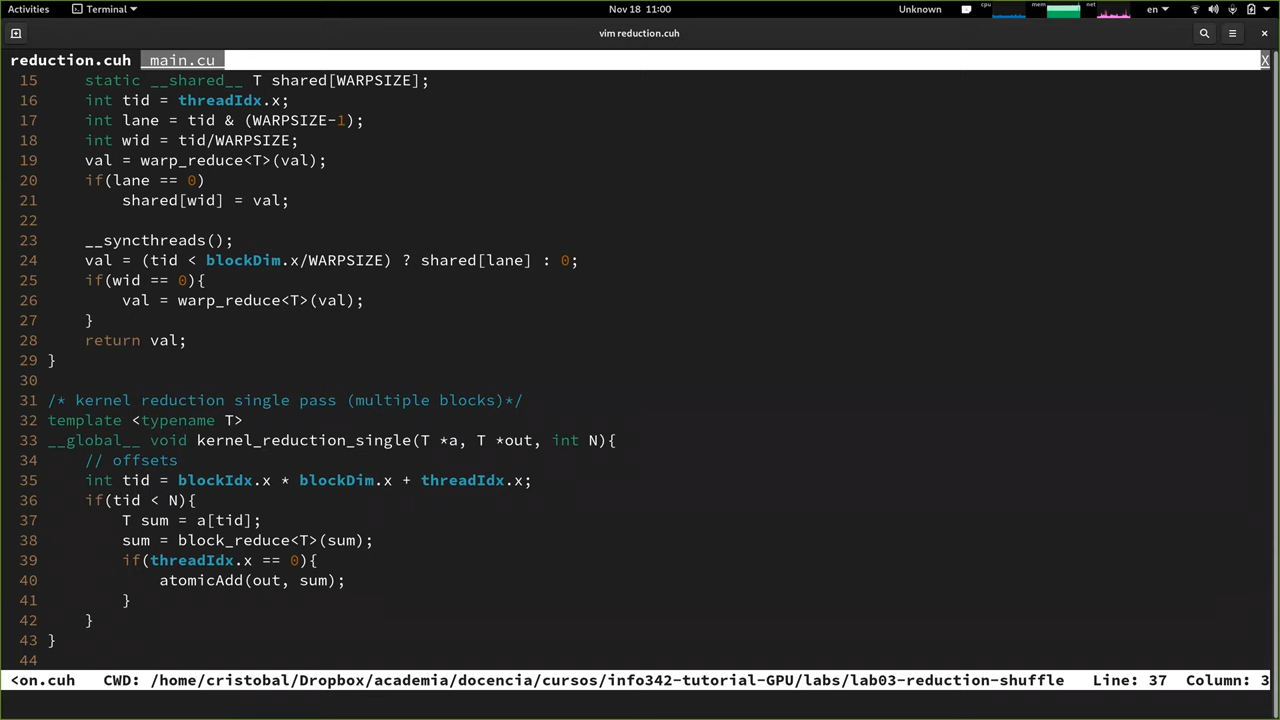 Activities Terminal Nov 18 11:00 Unknown cpu mem net en
vim reduction.cuh
reduction.cuh main.cu X
15 static __shared__ T shared[WARPSIZE];
16 int tid = threadIdx.x;
17 int lane = tid & (WARPSIZE-1);
18 int wid = tid/WARPSIZE;
19 val = warp_reduce<T>(val);
20 if(lane == 0)
21 shared[wid] = val;
22
23 __syncthreads();
24 val = (tid < blockDim.x/WARPSIZE) ? shared[lane] : 0;
25 if(wid == 0){
26 val = warp_reduce<T>(val);
27 }
28 return val;
29 }
30
31 /* kernel reduction single pass (multiple blocks)*/
32 template <typename T>
33 __global__ void kernel_reduction_single(T *a, T *out, int N){
34 // offsets
35 int tid = blockIdx.x * blockDim.x + threadIdx.x;
36 if(tid < N){
37 T sum = a[tid];
38 sum = block_reduce<T>(sum);
39 if(threadIdx.x == 0){
40 atomicAdd(out, sum);
41 }
42 }
43 }
44
<on.cuh CWD: /home/cristobal/Dropbox/academia/docencia/cursos/info342-tutorial-GPU/labs/lab03-reduction-shuffle Line: 37 Column: 3